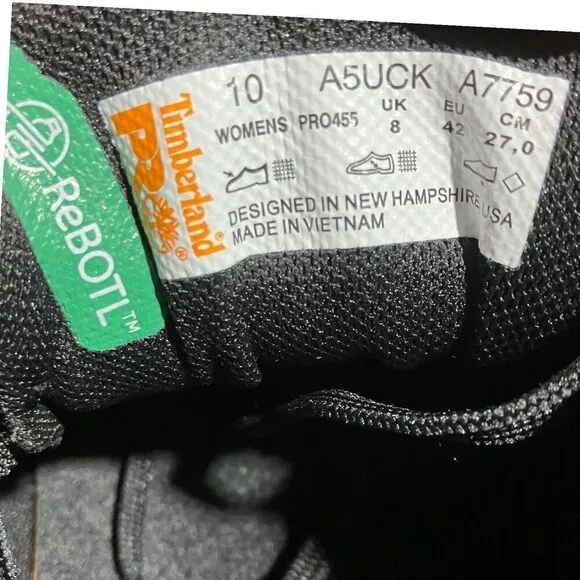 ReBOTL™
Timberland®
PRO
10 A5UCK A7759
UK EU CM
WOMENS PRO455 8 42 27,0
DESIGNED IN NEW HAMPSHIRE USA
MADE IN VIETNAM